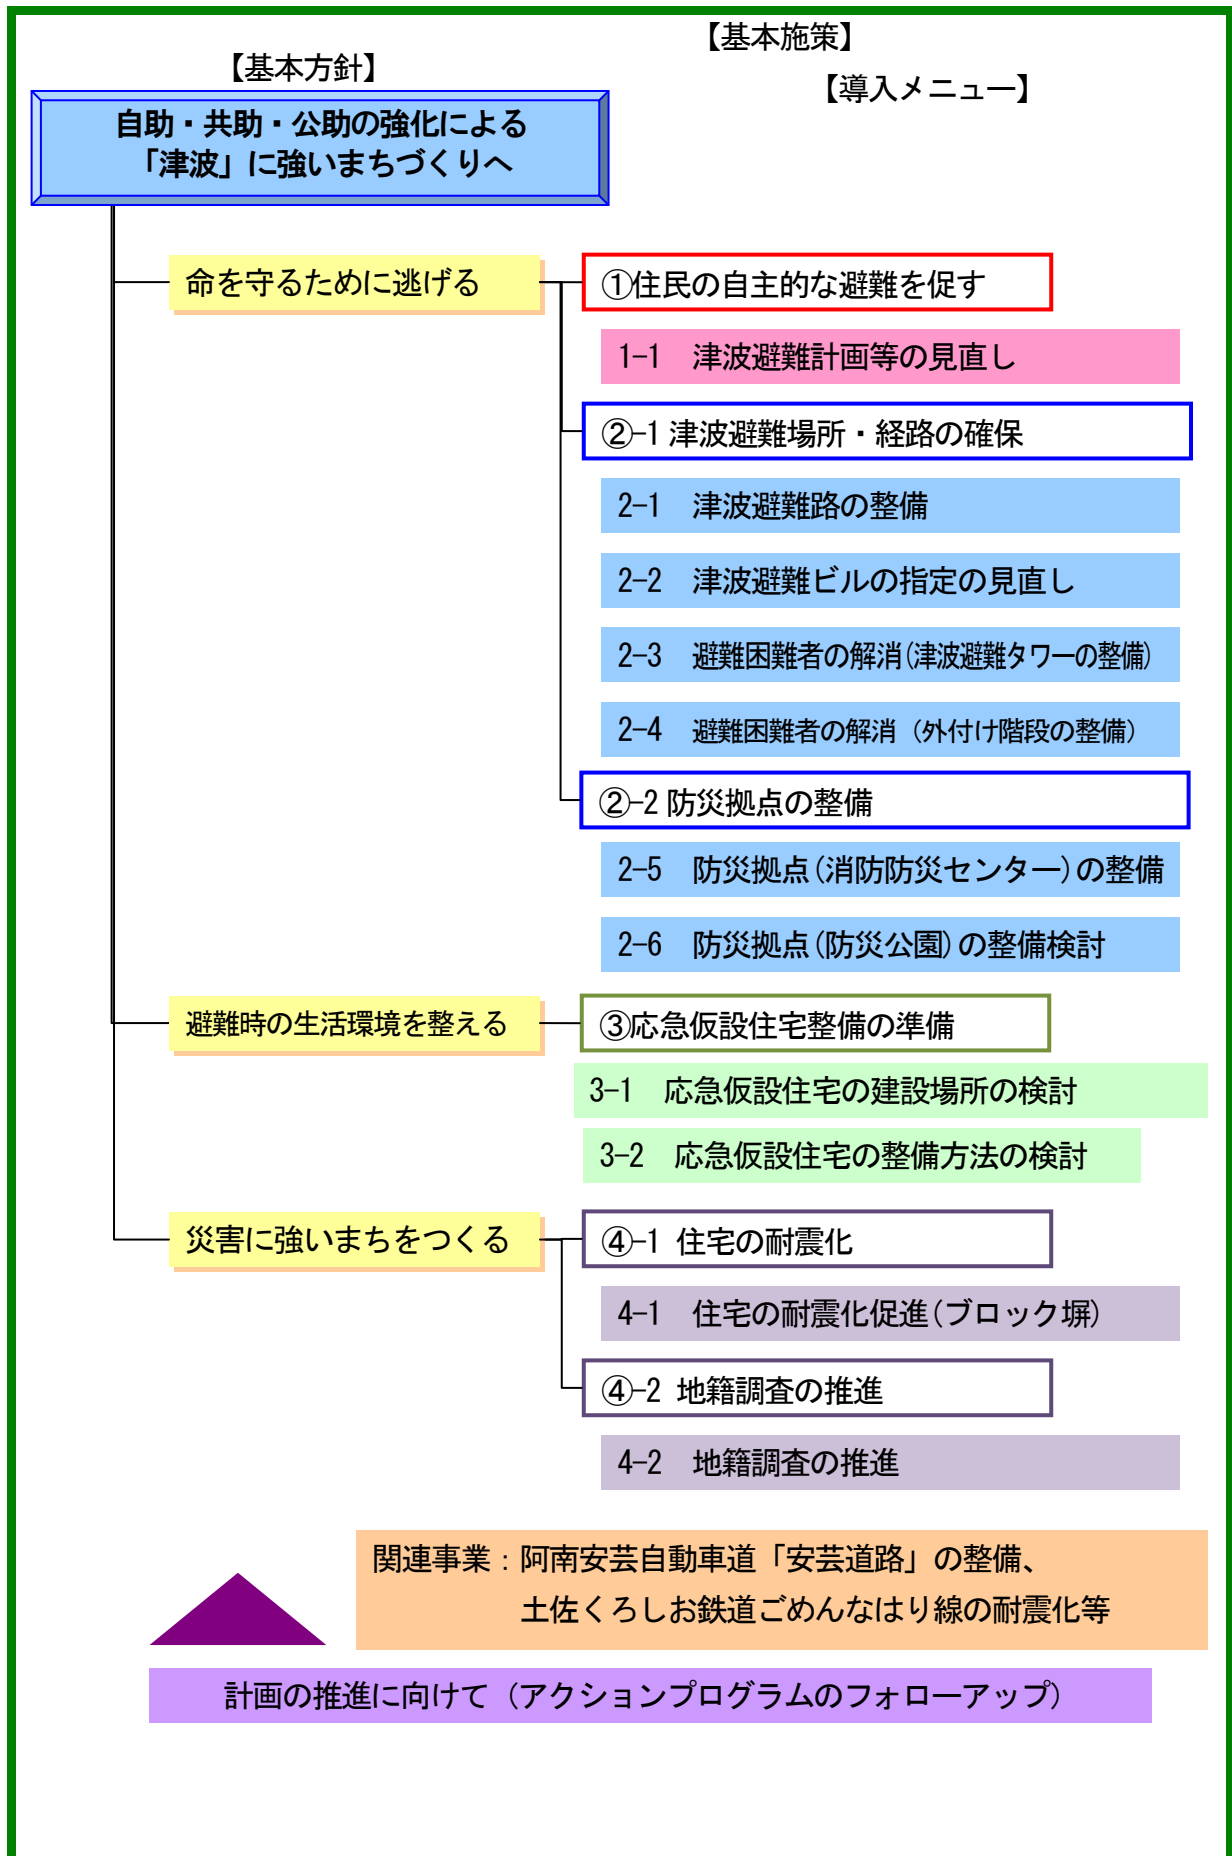 【基本施策】
【基本方針】
【導入メニュー】
自助・共助・公助の強化による
「津波」に強いまちづくりへ
命を守るために逃げる
①住民の自主的な避難を促す
1-1 津波避難計画等の見直し
②-1 津波避難場所・経路の確保
2-1 津波避難路の整備
2-2 津波避難ビルの指定の見直し
2-3 避難困難者の解消(津波避難タワーの整備)
2-4 避難困難者の解消（外付け階段の整備）
②-2 防災拠点の整備
2-5 防災拠点(消防防災センター)の整備
2-6 防災拠点(防災公園)の整備検討
避難時の生活環境を整える
③応急仮設住宅整備の準備
3-1 応急仮設住宅の建設場所の検討
3-2 応急仮設住宅の整備方法の検討
災害に強いまちをつくる
④-1 住宅の耐震化
4-1 住宅の耐震化促進(ブロック塀)
④-2 地籍調査の推進
4-2 地籍調査の推進
関連事業：阿南安芸自動車道「安芸道路」の整備、
土佐くろしお鉄道ごめんなはり線の耐震化等
計画の推進に向けて（アクションプログラムのフォローアップ）